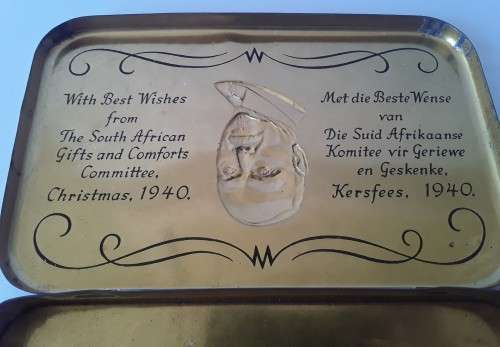 With Best Wishes
from
The South African
Gifts and Comforts
Committee,
Christmas, 1940.
Met die Beste Wense
van
Die Suid Afrikaanse
Komitee vir Geriewe
en Geskenke,
Kersfees, 1940.